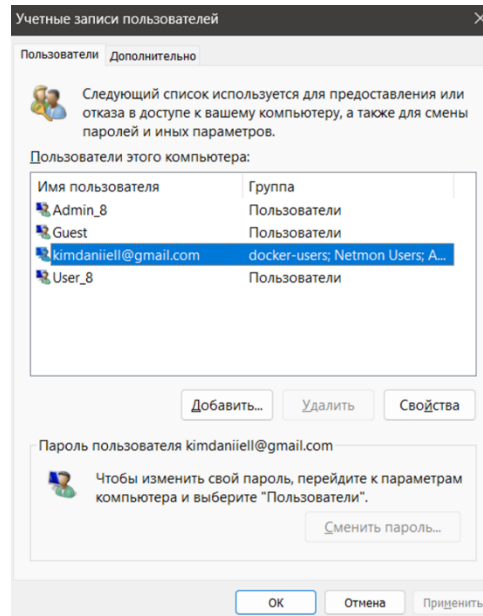 Учетные записи пользователей
Пользователи Дополнительно
Следующий список используется для предоставления или
отказа в доступе к вашему компьютеру, а также для смены
паролей и иных параметров.
Пользователи этого компьютера:
Имя пользователя Группа
Admin_8 Пользователи
Guest Пользователи
kimdaniiell@gmail.com docker-users; Netmon Users; A...
User_8 Пользователи
Добавить... Удалить Свойства
Пароль пользователя kimdaniiell@gmail.com
Чтобы изменить свой пароль, перейдите к параметрам
компьютера и выберите "Пользователи".
Сменить пароль...
ОК Отмена Применить